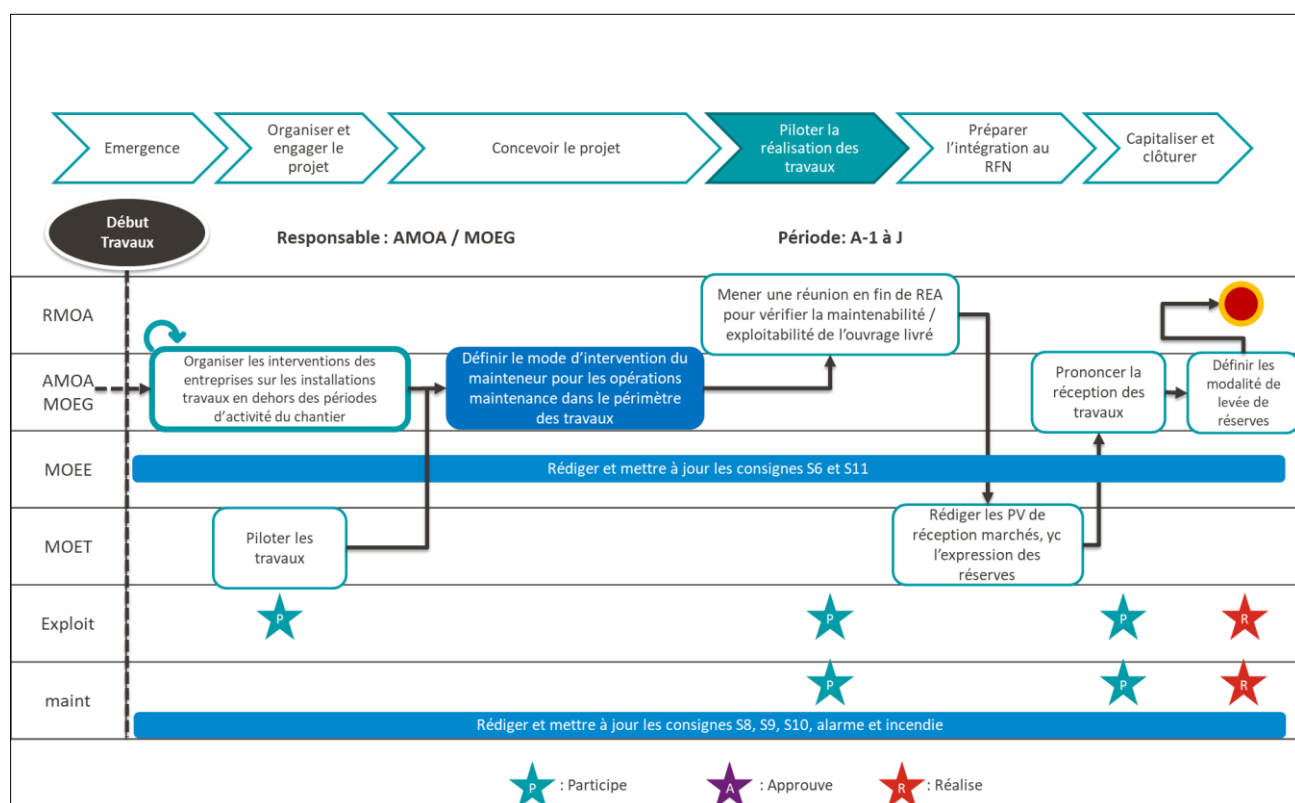 Emergence
Organiser et
engager le
projet
Concevoir le projet
Piloter la
réalisation des
travaux
Préparer
l'intégration au
RFN
Capitaliser et
clôturer
Début
Travaux
Responsable : AMOA / MOEG
Période: A-1 à J
RMOA
Mener une réunion en fin de REA
pour vérifier la maintenabilité /
exploitabilité de l'ouvrage livré
AMOA
MOEG
Organiser les interventions des
entreprises sur les installations
travaux en dehors des périodes
d'activité du chantier
Définir le mode d'intervention du
mainteneur pour les opérations
maintenance dans le périmètre
des travaux
Prononcer la
réception des
travaux
Définir les
modalité de
levée de
réserves
MOEE
Rédiger et mettre à jour les consignes S6 et S11
MOET
Piloter les
travaux
Rédiger les PV de
réception marchés, yc
l'expression des
réserves
Exploit
P
P
P
R
maint
P
P
R
Rédiger et mettre à jour les consignes S8, S9, S10, alarme et incendie
P : Participe
A : Approuve
R : Réalise